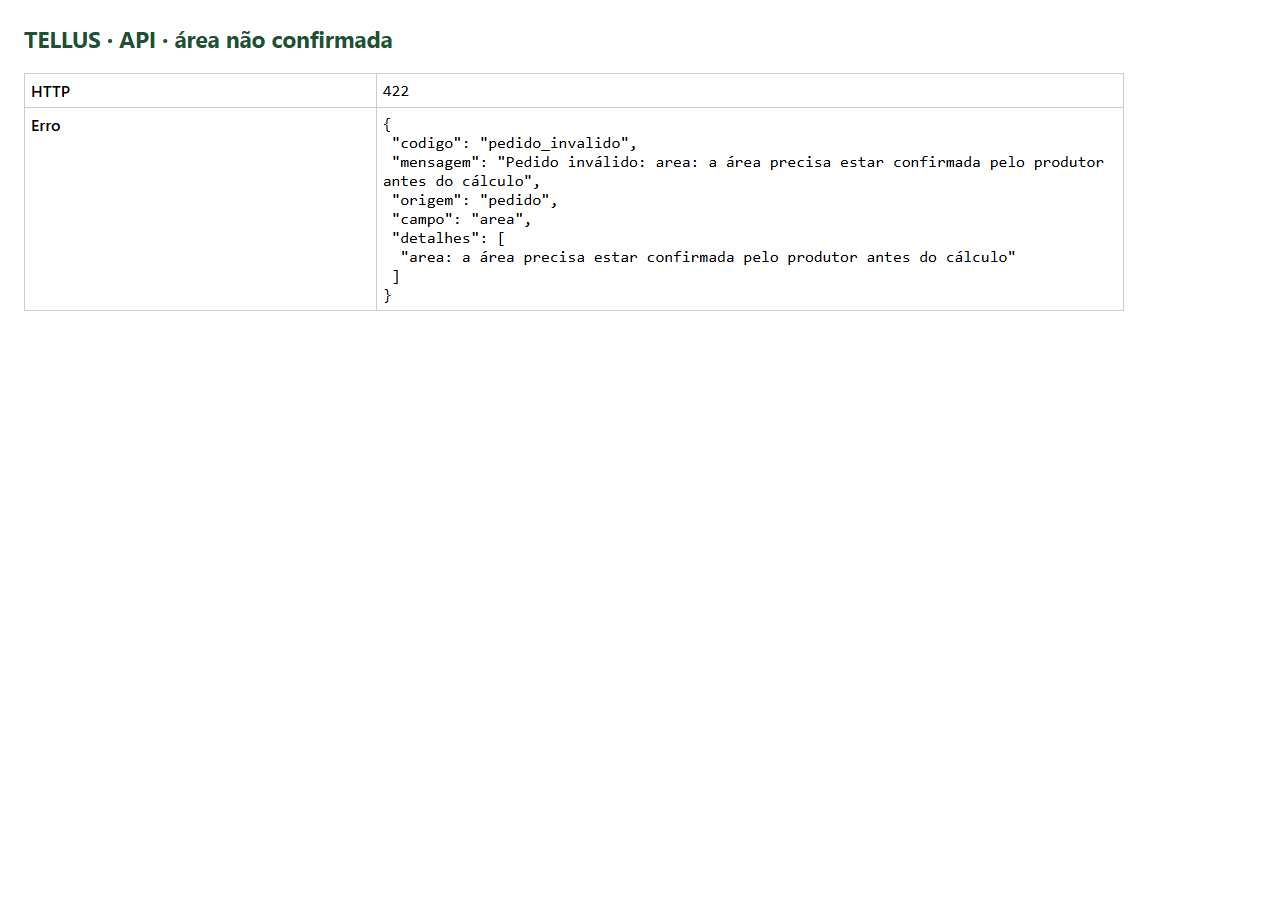 TELLUS · API · área não confirmada
HTTP
422
Erro
{
 "codigo": "pedido_invalido",
 "mensagem": "Pedido inválido: area: a área precisa estar confirmada pelo produtor
antes do cálculo",
 "origem": "pedido",
 "campo": "area",
 "detalhes": [
  "area: a área precisa estar confirmada pelo produtor antes do cálculo"
 ]
}